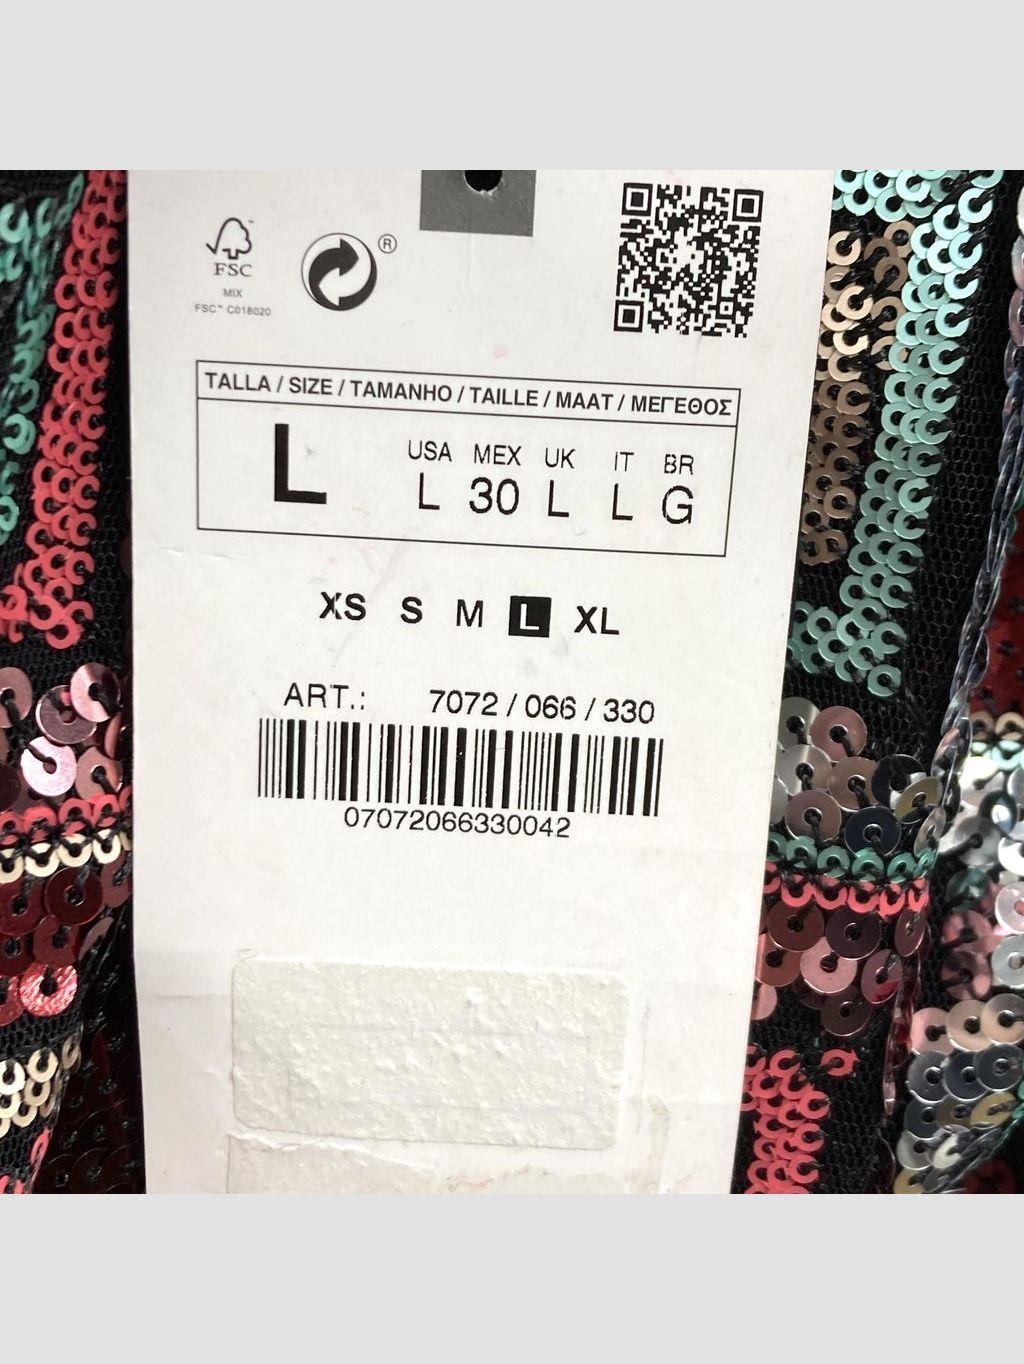 FSC
MIX
FSC™ C018020
®
TALLA / SIZE / TAMANHO / TAILLE / MAAT / ΜΕΓΕΘΟΣ
L
USA MEX UK IT BR
L 30 L L G
XS S M L XL
ART.: 7072 / 066 / 330
07072066330042